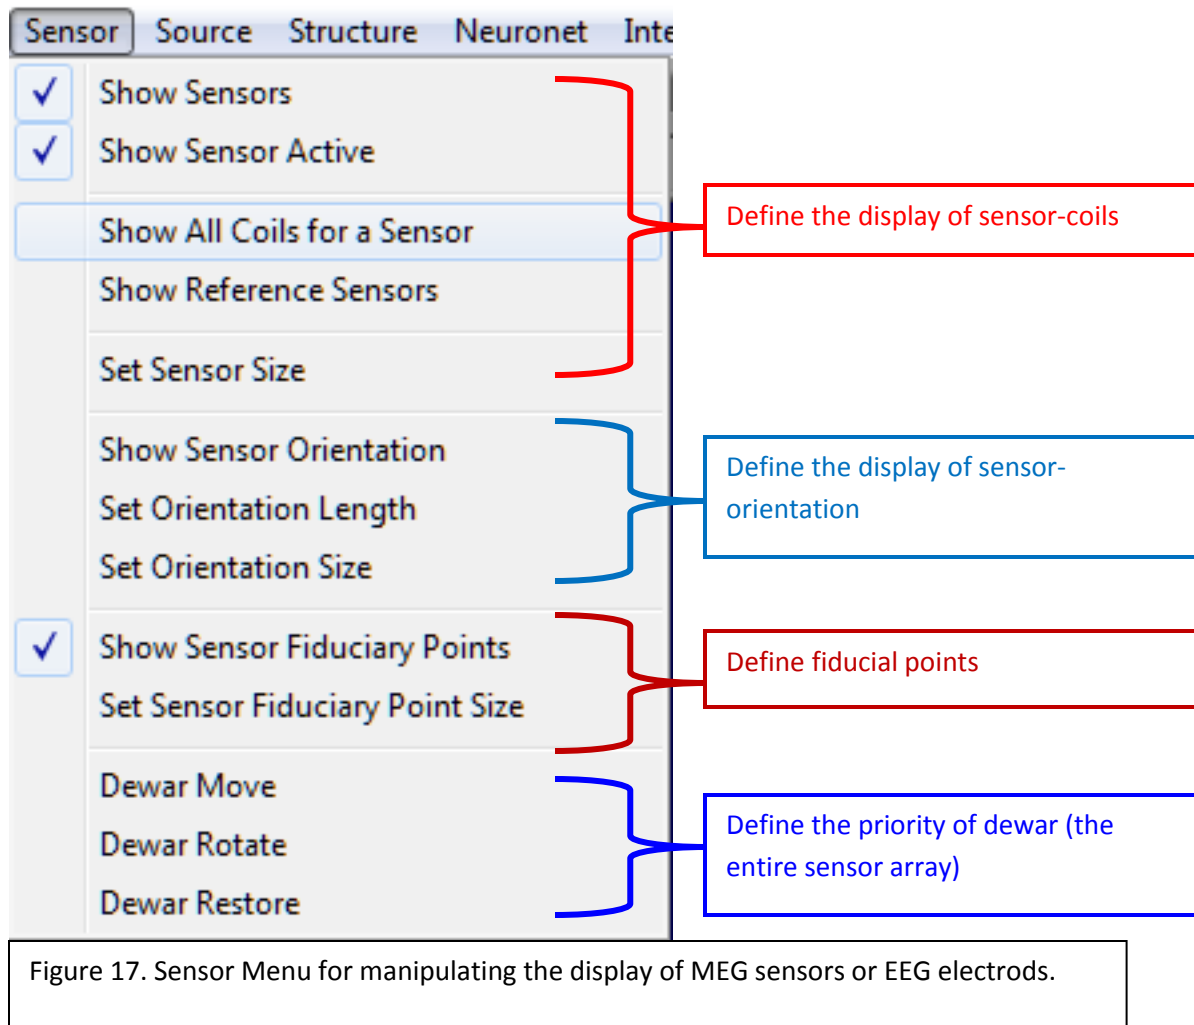 Sensor Source Structure Neuronet Inte
Show Sensors
Show Sensor Active
Show All Coils for a Sensor
Show Reference Sensors
Set Sensor Size
Define the display of sensor-coils
Show Sensor Orientation
Set Orientation Length
Set Orientation Size
Define the display of sensor-
orientation
Show Sensor Fiduciary Points
Set Sensor Fiduciary Point Size
Define fiducial points
Dewar Move
Dewar Rotate
Dewar Restore
Define the priority of dewar (the
entire sensor array)
Figure 17. Sensor Menu for manipulating the display of MEG sensors or EEG electrods.